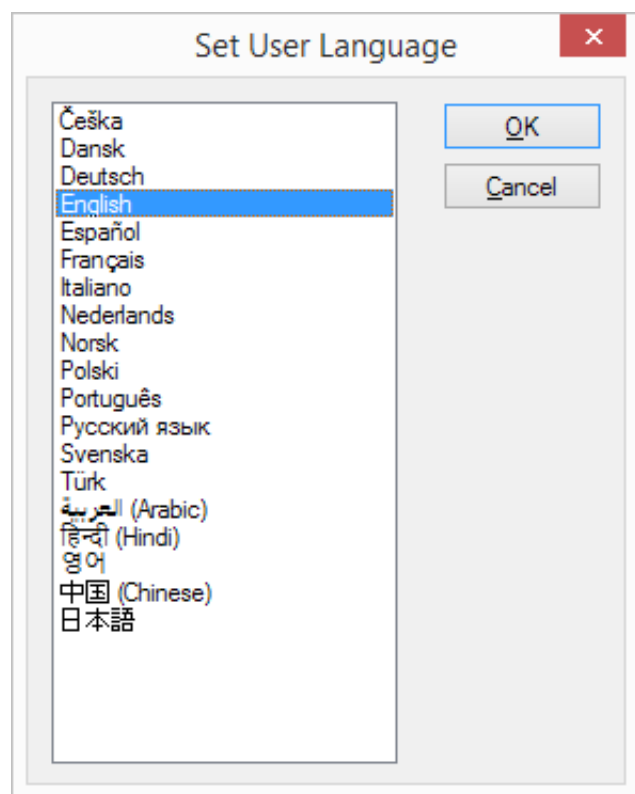 Set User Language
Češka
Dansk
Deutsch
English
Español
Français
Italiano
Nederlands
Norsk
Polski
Português
Русский язык
Svenska
Türk
العربية (Arabic)
हिन्दी (Hindi)
영어
中国 (Chinese)
日本語
OK
Cancel